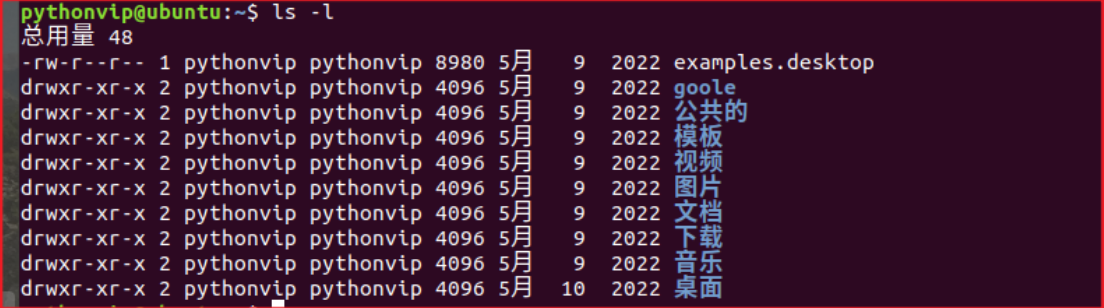 pythonvip@ubuntu:~$ ls -l
总用量 48
-rw-r--r-- 1 pythonvip pythonvip 8980 5月   9  2022 examples.desktop
drwxr-xr-x 2 pythonvip pythonvip 4096 5月   9  2022 goole
drwxr-xr-x 2 pythonvip pythonvip 4096 5月   9  2022 公共的
drwxr-xr-x 2 pythonvip pythonvip 4096 5月   9  2022 模板
drwxr-xr-x 2 pythonvip pythonvip 4096 5月   9  2022 视频
drwxr-xr-x 2 pythonvip pythonvip 4096 5月   9  2022 图片
drwxr-xr-x 2 pythonvip pythonvip 4096 5月   9  2022 文档
drwxr-xr-x 2 pythonvip pythonvip 4096 5月   9  2022 下载
drwxr-xr-x 2 pythonvip pythonvip 4096 5月   9  2022 音乐
drwxr-xr-x 2 pythonvip pythonvip 4096 5月  10  2022 桌面